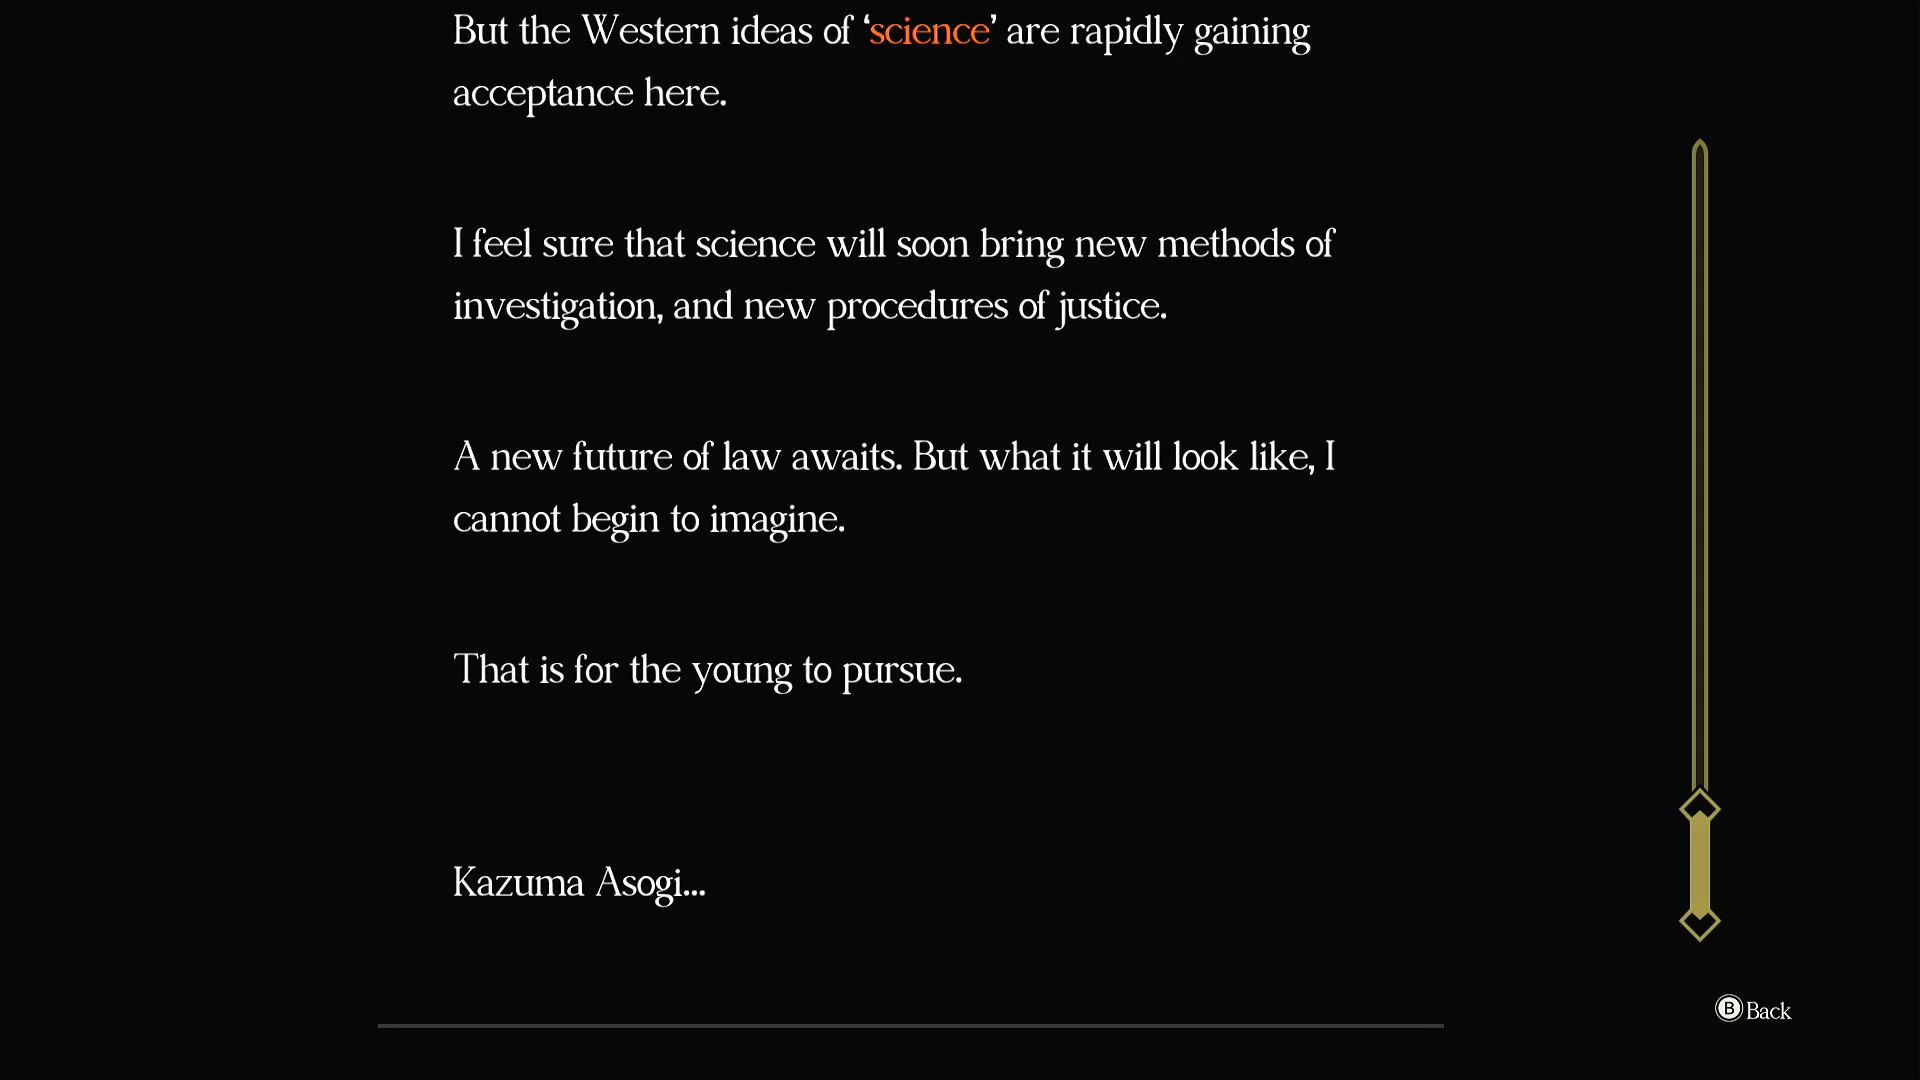 But the Western ideas of ‘science’ are rapidly gaining
acceptance here.
I feel sure that science will soon bring new methods of
investigation, and new procedures of justice.
A new future of law awaits. But what it will look like, I
cannot begin to imagine.
That is for the young to pursue.
Kazuma Asogi...
B Back